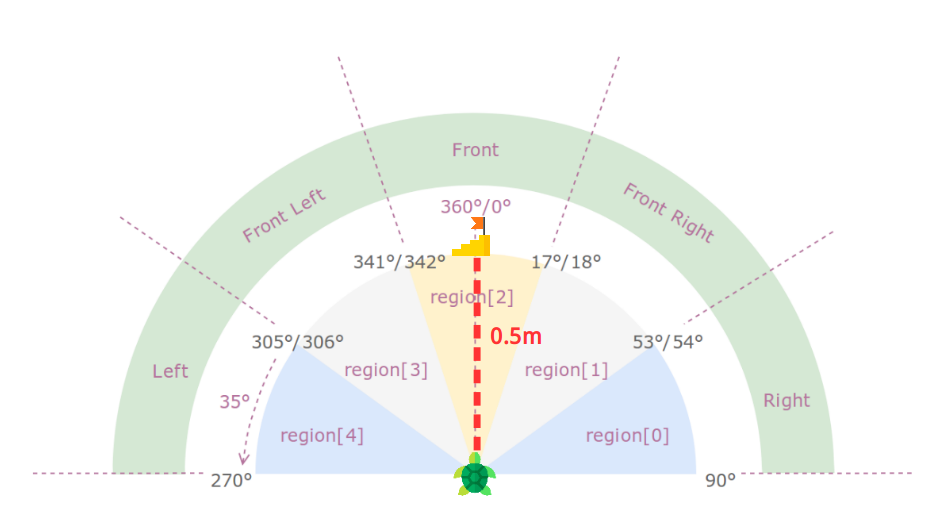 Front
Front Left
Front Right
360°/0°
341°/342°
17°/18°
region[2]
0.5m
305°/306°
53°/54°
region[3]
region[1]
Left
35°
Right
region[4]
region[0]
270°
90°